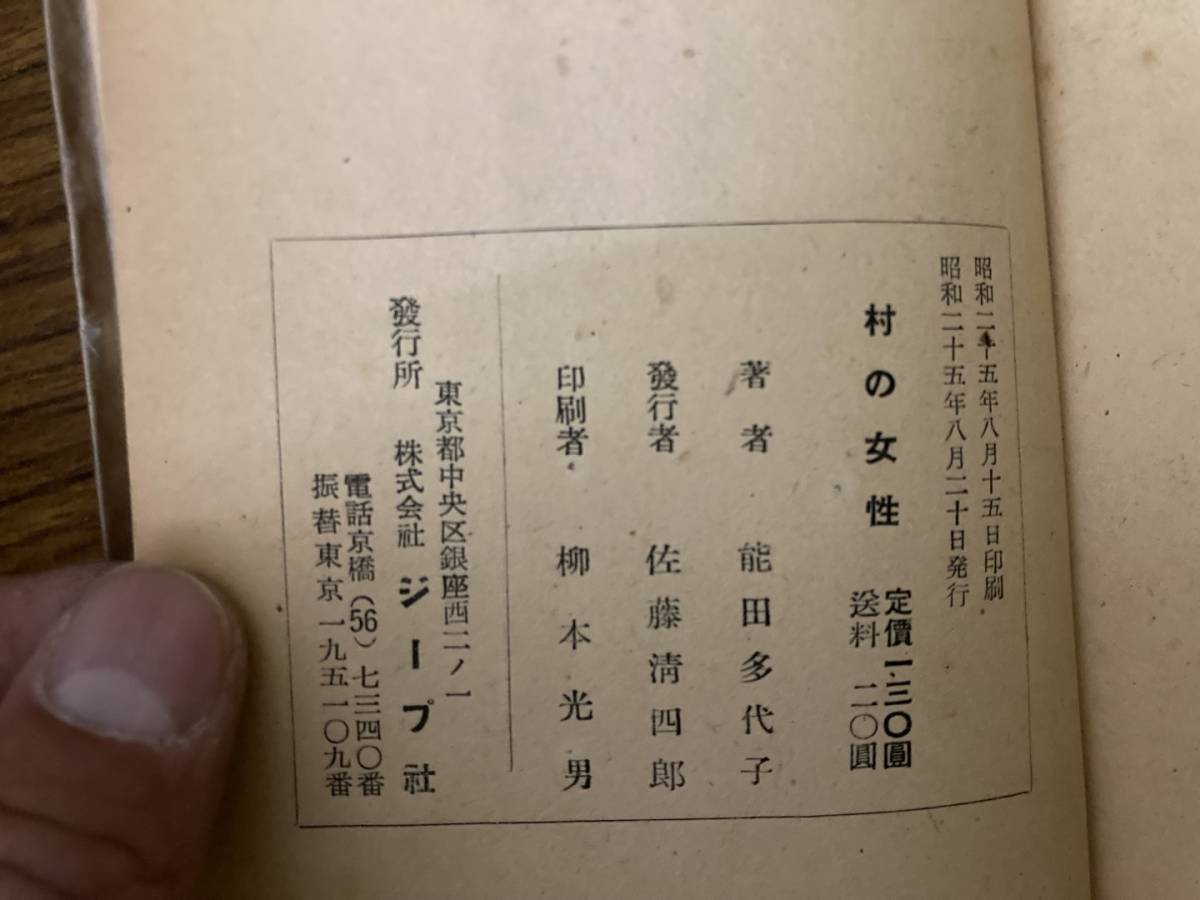 昭和二十五年八月十五日印刷
昭和二十五年八月二十日発行
村の女性
定價一三〇圓
送料 二〇圓
著者 能田多代子
發行者 佐藤淸四郎
印刷者 柳本光男
東京都中央区銀座西二ノ一
發行所 株式会社 ジープ社
電話京橋(56)七三四〇番
振替東京一九五一〇九番